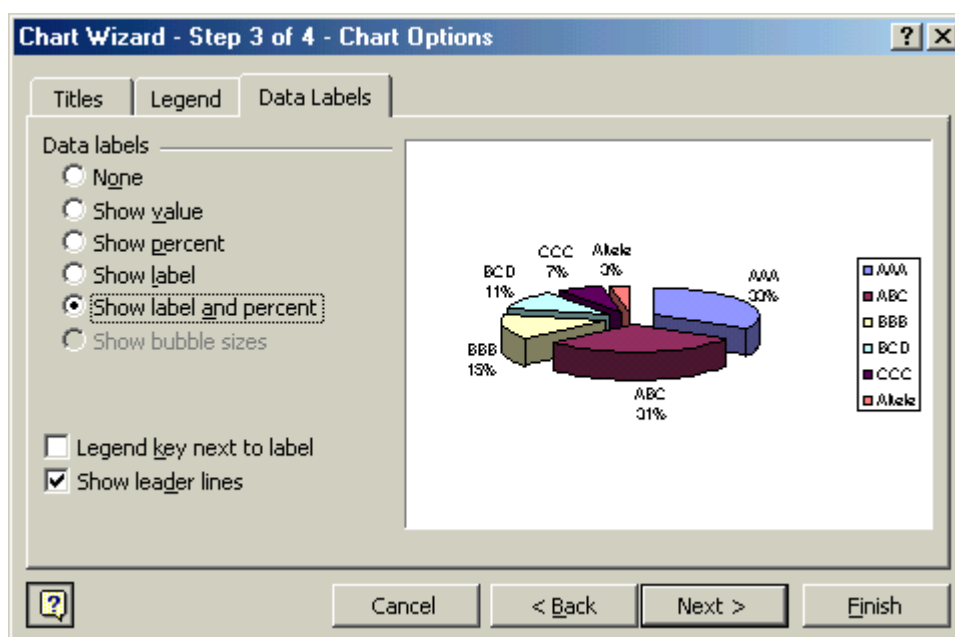 Chart Wizard - Step 3 of 4 - Chart Options
Titles
Legend
Data Labels
Data labels
None
Show value
Show percent
Show label
Show label and percent
Show bubble sizes
Legend key next to label
Show leader lines
CCC
7%
BCD
11%
3%
AAA
33%
BBB
15%
ABC
31%
AAA
ABC
BBB
BCD
CCC
Cancel
< Back
Next >
Finish